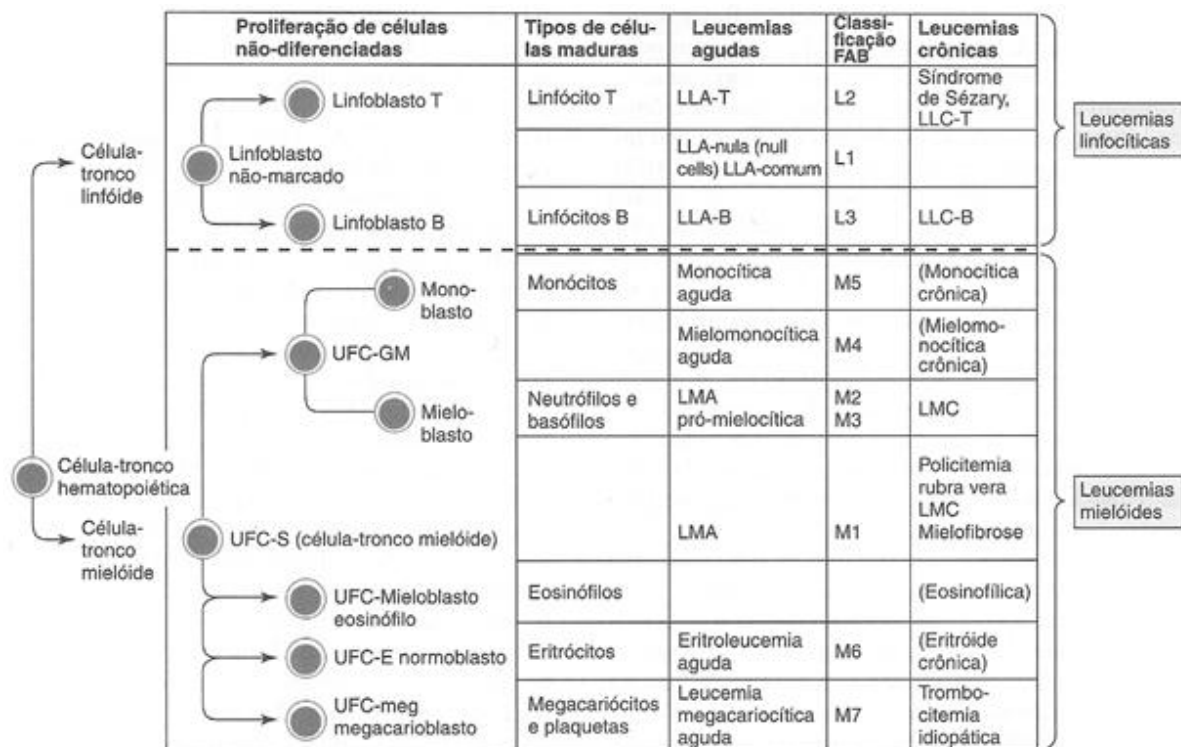 Proliferação de células
não-diferenciadas
Tipos de célu-
las maduras
Leucemias
agudas
Classi-
ficação
FAB
Leucemias
crônicas
Célula-
tronco
linfóide
Linfoblasto T
Linfócito T
LLA-T
L2
Síndrome
de Sézary,
LLC-T
Linfoblasto
não-marcado
LLA-nula (null
cells) LLA-comum
L1
Linfoblasto B
Linfócitos B
LLA-B
L3
LLC-B
Leucemias
linfocíticas
Mono-
blasto
Monócitos
Monocítica
aguda
M5
(Monocítica
crônica)
UFC-GM
Mielomonocítica
aguda
M4
(Mielomo-
nocítica
crônica)
Mielo-
blasto
Neutrófilos e
basófilos
LMA
pró-mielocítica
M2
M3
LMC
Célula-tronco
hematopoiética
Célula-
tronco
mielóide
UFC-S (célula-tronco mielóide)
LMA
M1
Policitemia
rubra vera
LMC
Mielofibrose
Leucemias
mielóides
UFC-Mieloblasto
eosinófilo
Eosinófilos
(Eosinofílica)
UFC-E normoblasto
Eritrócitos
Eritroleucemia
aguda
M6
(Eritróide
crônica)
UFC-meg
megacarioblasto
Megacariócitos
e plaquetas
Leucemia
megacariocítica
aguda
M7
Trombo-
citemia
idiopática